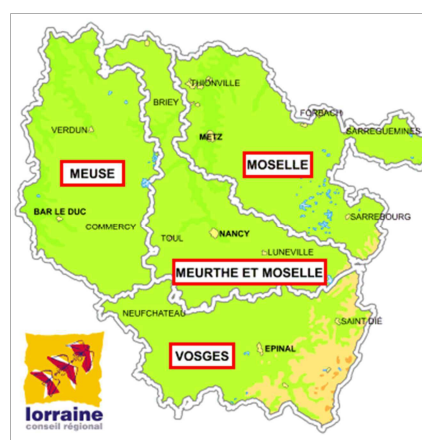 THIONVILLE
BRIEY
FORBACH
VERDUN
METZ
SARREGUEMINES
MOSELLE
MEUSE
BAR LE DUC
SARREBOURG
COMMERCY
TOUL
NANCY
LUNEVILLE
MEURTHE ET MOSELLE
NEUFCHATEAU
SAINT DIÉ
VOSGES
EPINAL
lorraine
conseil régional